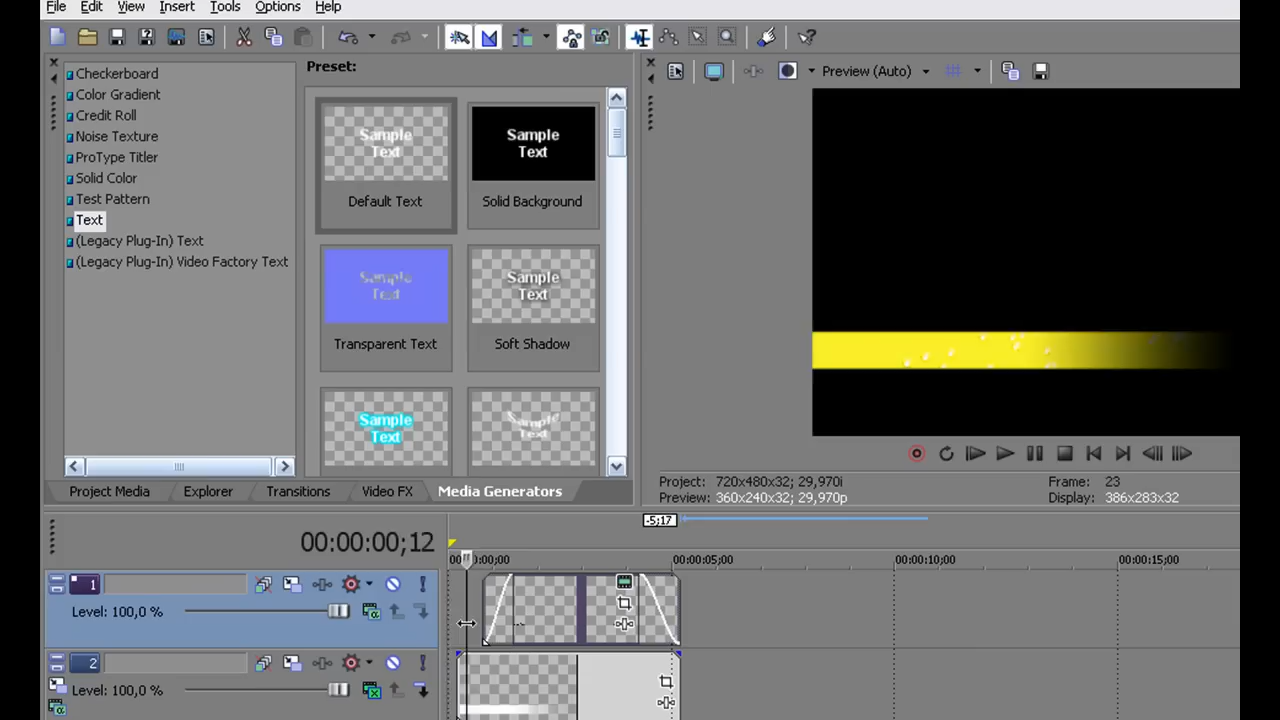 File Edit View Insert Tools Options Help
Checkerboard
Color Gradient
Credit Roll
Noise Texture
ProType Titler
Solid Color
Test Pattern
Text
(Legacy Plug-In) Text
(Legacy Plug-In) Video Factory Text
Preset:
Sample
Text
Default Text
Sample
Text
Solid Background
Sample
Text
Transparent Text
Sample
Text
Soft Shadow
Sample
Text
Sample
Text
Preview (Auto)
Project Media Explorer Transitions Video FX Media Generators
Project: 720x480x32; 29,970i
Preview: 360x240x32; 29,970p
Frame: 23
Display: 386x283x32
-5;17
00:00:00;12
00:00:05;00 00:00:10;00 00:00:15;00
1
Level: 100,0 %
2
Level: 100,0 %